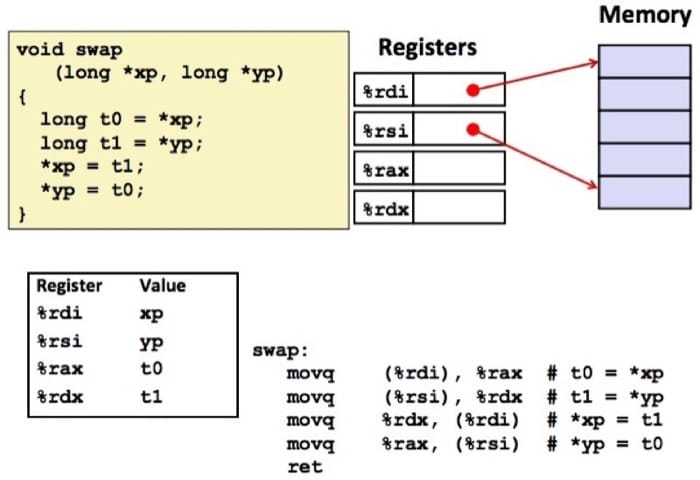 void swap
(long *xp, long *yp)
{
long t0 = *xp;
long t1 = *yp;
*xp = t1;
*yp = t0;
}
Registers
%rdi
%rsi
%rax
%rdx
Memory
Register Value
%rdi xp
%rsi yp
%rax t0
%rdx t1
swap:
movq (%rdi), %rax # t0 = *xp
movq (%rsi), %rdx # t1 = *yp
movq %rdx, (%rdi) # *xp = t1
movq %rax, (%rsi) # *yp = t0
ret